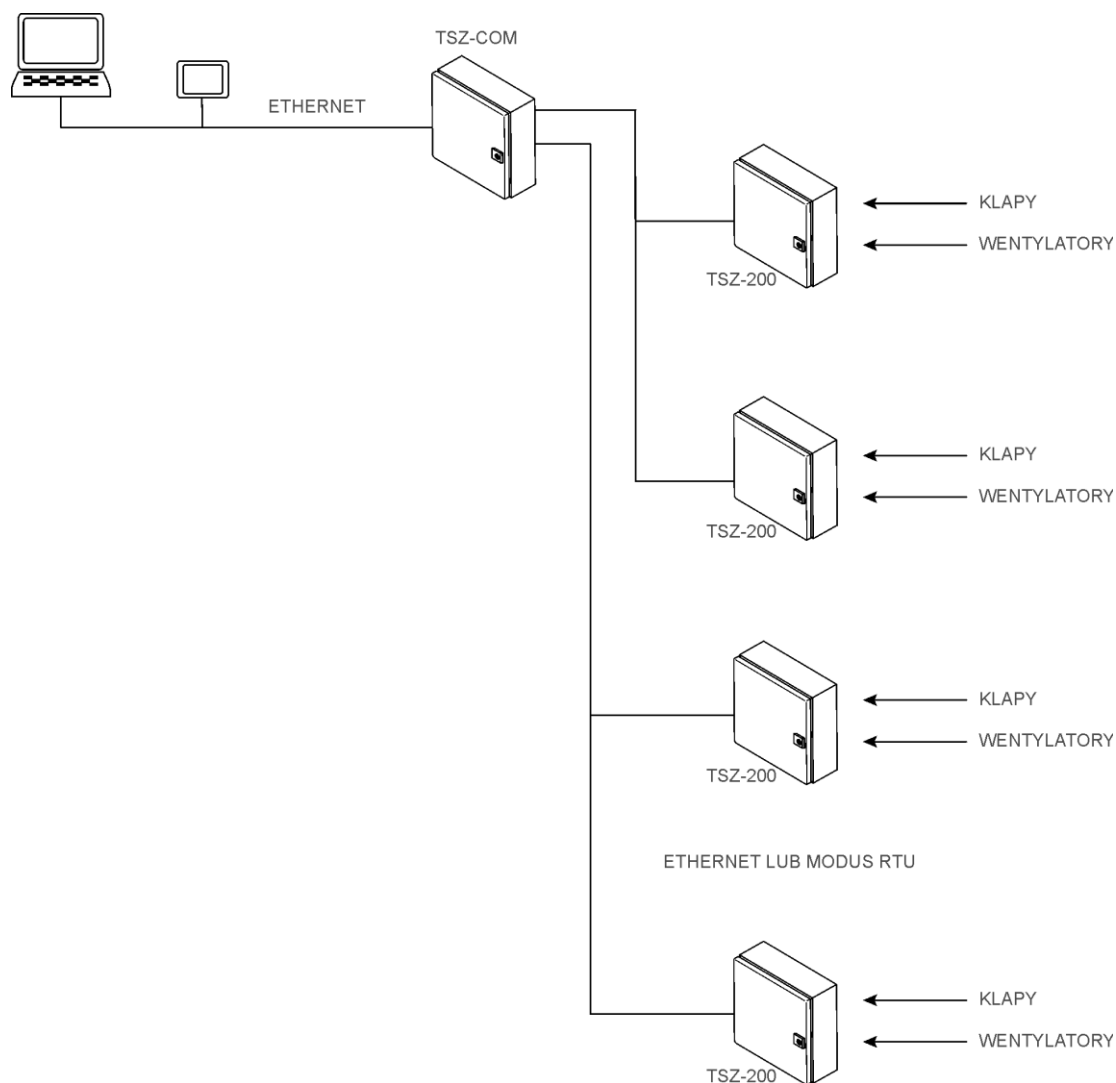 TSZ-COM
ETHERNET
KLAPY
WENTYLATORY
TSZ-200
KLAPY
WENTYLATORY
TSZ-200
KLAPY
WENTYLATORY
TSZ-200
ETHERNET LUB MODUS RTU
KLAPY
WENTYLATORY
TSZ-200